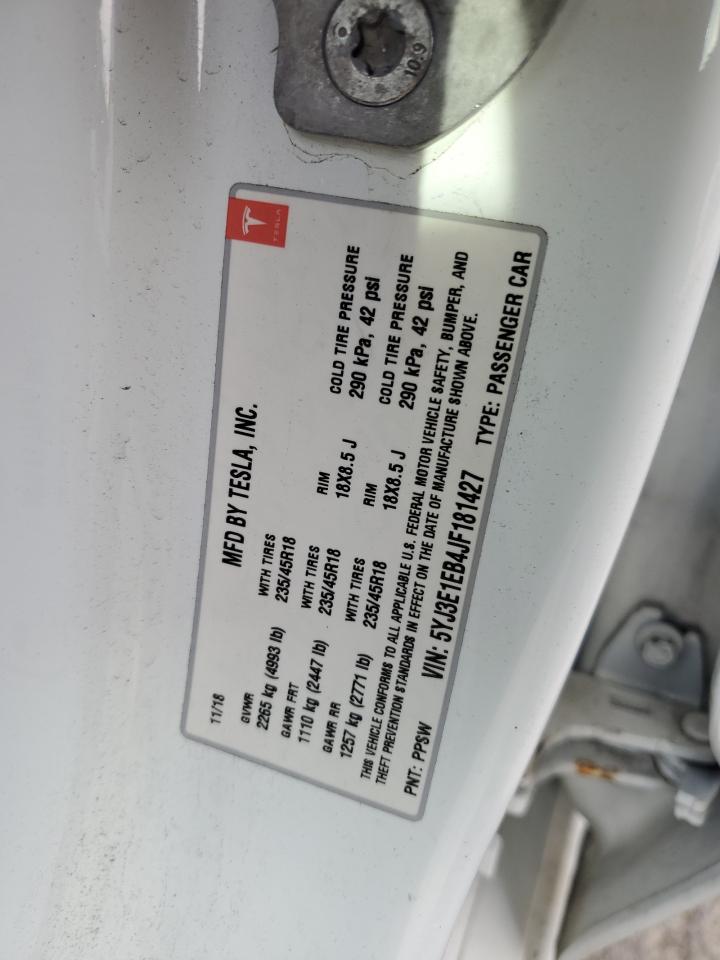 10.9
TESLA
MFD BY TESLA, INC.
11/18
GVWR WITH TIRES
2265 kg (4993 lb) 235/45R18
GAWR FRT WITH TIRES RIM COLD TIRE PRESSURE
1110 kg (2447 lb) 235/45R18 18X8.5 J 290 kPa, 42 psi
GAWR RR WITH TIRES RIM COLD TIRE PRESSURE
1257 kg (2771 lb) 235/45R18 18X8.5 J 290 kPa, 42 psi
THIS VEHICLE CONFORMS TO ALL APPLICABLE U.S. FEDERAL MOTOR VEHICLE SAFETY, BUMPER, AND
THEFT PREVENTION STANDARDS IN EFFECT ON THE DATE OF MANUFACTURE SHOWN ABOVE.
PNT: PPSW VIN: 5YJ3E1EB4JF181427 TYPE: PASSENGER CAR